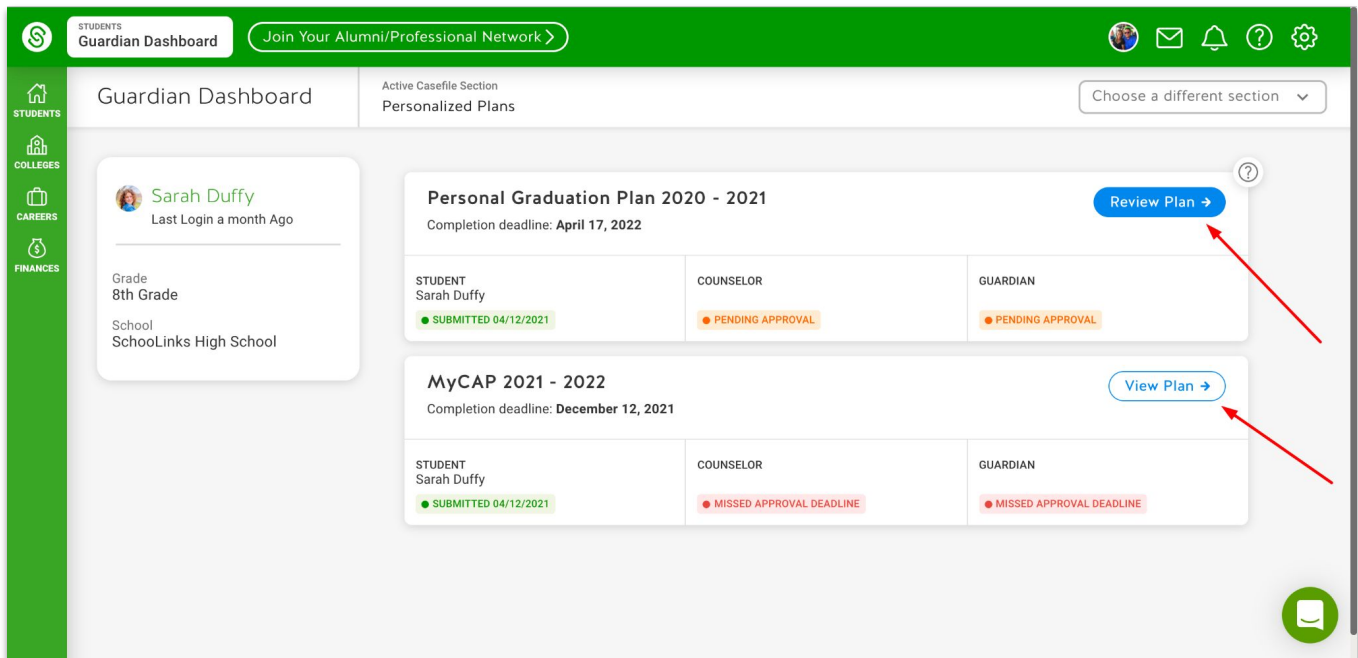 STUDENTS
Guardian Dashboard
Join Your Alumni/Professional Network
STUDENTS
COLLEGES
CAREERS
FINANCES
Guardian Dashboard
Active Casefile Section
Personalized Plans
Choose a different section
Sarah Duffy
Last Login a month Ago
Grade
8th Grade
School
SchooLinks High School
Personal Graduation Plan 2020 - 2021
Completion deadline: April 17, 2022
Review Plan →
STUDENT
Sarah Duffy
SUBMITTED 04/12/2021
COUNSELOR
PENDING APPROVAL
GUARDIAN
PENDING APPROVAL
MyCAP 2021 - 2022
Completion deadline: December 12, 2021
View Plan →
STUDENT
Sarah Duffy
SUBMITTED 04/12/2021
COUNSELOR
MISSED APPROVAL DEADLINE
GUARDIAN
MISSED APPROVAL DEADLINE